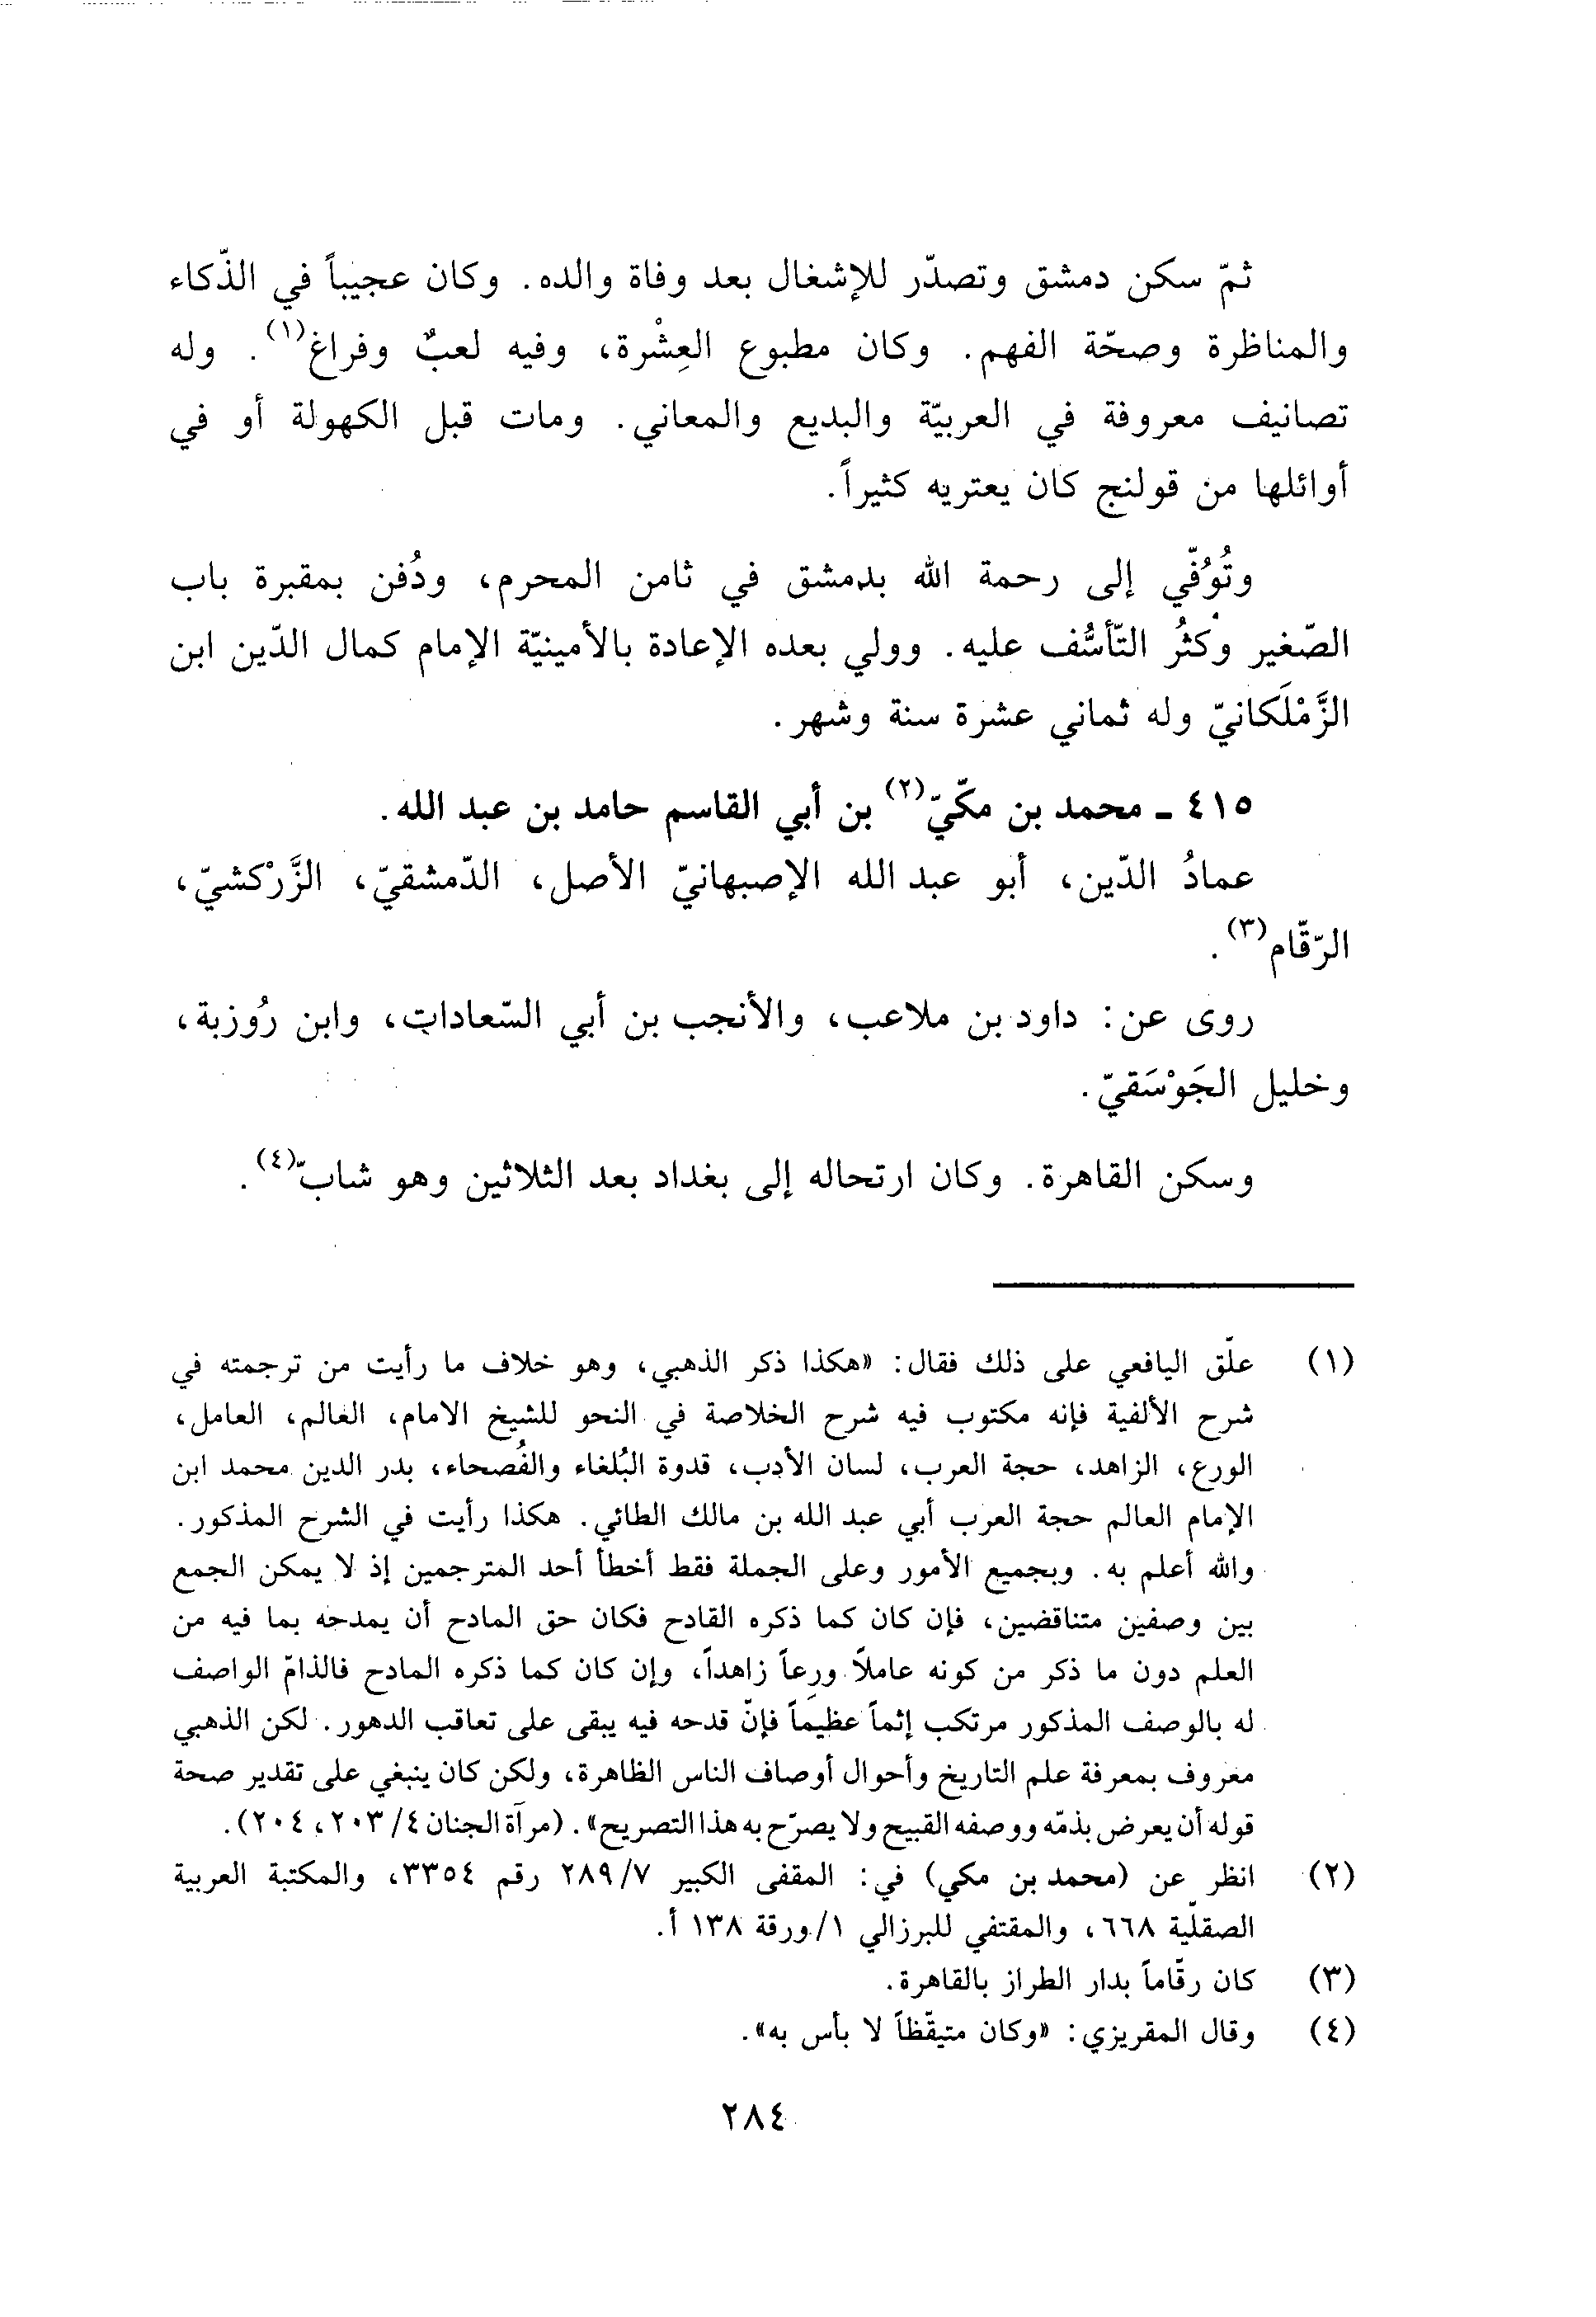 ثمّ سكن دمشق وتصدّر للإشغال بعد وفاة والده. وكان عجيباً في الذّكاء
والمناظرة وصحّة الفهم. وكان مطبوع العِشْرة، وفيه لعبٌ وفراغ(١). وله
تصانيف معروفة في العربيّة والبديع والمعاني. ومات قبل الكهولة أو في
أوائلها من قولنج كان يعتريه كثيراً.
وتُوُفّي إلى رحمة الله بدمشق في ثامن المحرم، ودُفن بمقبرة باب
الصّغير وكثُر التّأسُّف عليه. وولي بعده الإعادة بالأمينيّة الإمام كمال الدّين ابن
الزَّمْلَكانيّ وله ثماني عشرة سنة وشهر.
٤١٥ ـ محمد بن مكّيّ(٢) بن أبي القاسم حامد بن عبد الله.
عمادُ الدّين، أبو عبد الله الإصبهانيّ الأصل، الدّمشقيّ، الزَّرْكشيّ،
الرّقّام(٣).
روى عن: داود بن ملاعب، والأنجب بن أبي السّعادات، وابن رُوزبة،
وخليل الجَوْسَقيّ.
وسكن القاهرة. وكان ارتحاله إلى بغداد بعد الثلاثين وهو شابّ(٤).
(١) علّق اليافعي على ذلك فقال: «هكذا ذكر الذهبي، وهو خلاف ما رأيت من ترجمته في
شرح الألفية فإنه مكتوب فيه شرح الخلاصة في النحو للشيخ الامام، العالم، العامل،
الورع، الزاهد، حجة العرب، لسان الأدب، قدوة البُلغاء والفُصحاء، بدر الدين محمد ابن
الإمام العالم حجة العرب أبي عبد الله بن مالك الطائي. هكذا رأيت في الشرح المذكور.
والله أعلم به. وبجميع الأمور وعلى الجملة فقط أخطأ أحد المترجمين إذ لا يمكن الجمع
بين وصفين متناقضين، فإن كان كما ذكره القادح فكان حق المادح أن يمدحه بما فيه من
العلم دون ما ذكر من كونه عاملاً ورعاً زاهداً، وإن كان كما ذكره المادح فالذامّ الواصف
له بالوصف المذكور مرتكب إثماً عظيماً فإنّ قدحه فيه يبقى على تعاقب الدهور. لكن الذهبي
معروف بمعرفة علم التاريخ وأحوال أوصاف الناس الظاهرة، ولكن كان ينبغي على تقدير صحة
قوله أن يعرض بذمّه ووصفه القبيح ولا يصرّح به هذا التصريح». (مرآة الجنان ٤/ ٢٠٣، ٢٠٤).
(٢) انظر عن (محمد بن مكي) في: المقفى الكبير ٧/ ٢٨٩ رقم ٣٣٥٤، والمكتبة العربية
الصقلّية ٦٦٨، والمقتفي للبرزالي ١/ورقة ١٣٨ أ.
(٣) كان رقّاماً بدار الطراز بالقاهرة.
(٤) وقال المقريزي: «وكان متيقّظاً لا بأس به».
٢٨٤